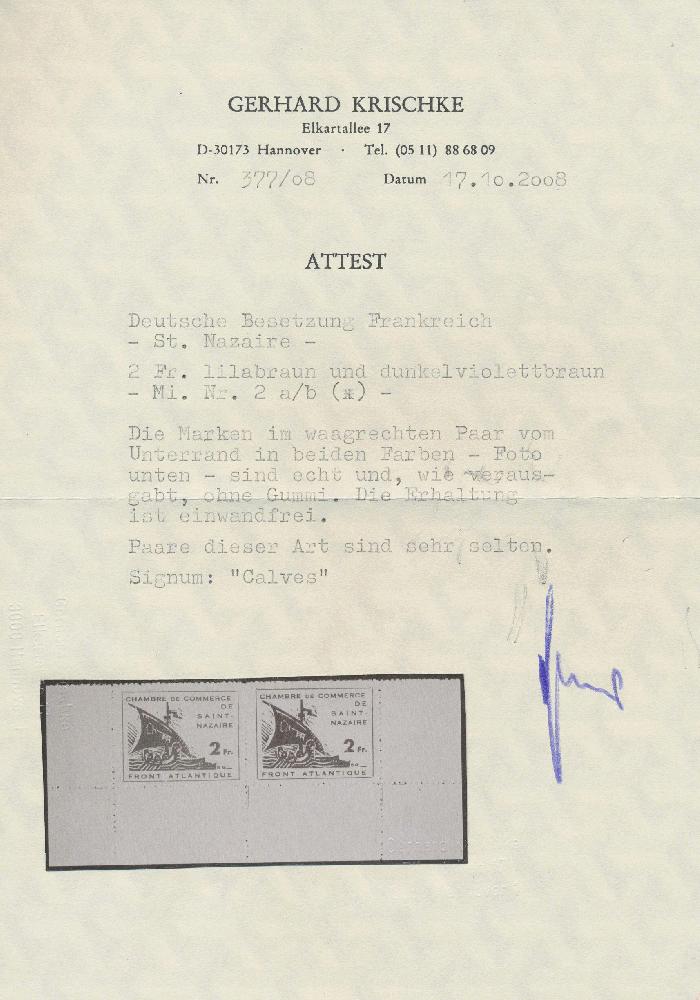 GERHARD KRISCHKE
Elkartallee 17
D-30173 Hannover · Tel. (05 11) 88 68 09
Nr. 377/08 Datum 17.10.2008
ATTEST
Deutsche Besetzung Frankreich
- St. Nazaire -
2 Fr. lilabraun und dunkelviolettbraun
- Mi. Nr. 2 a/b (*) -
Die Marken im waagrechten Paar vom
Unterrand in beiden Farben - Foto
unten - sind echt und, wie veraus-
gabt, ohne Gummi. Die Erhaltung
ist einwandfrei.
Paare dieser Art sind sehr selten.
Signum: "Calves"
CHAMBRE DE COMMERCE
DE
SAINT-
NAZAIRE
2 Fr.
FRONT ATLANTIQUE
CHAMBRE DE COMMERCE
DE
SAINT-
NAZAIRE
2 Fr.
FRONT ATLANTIQUE